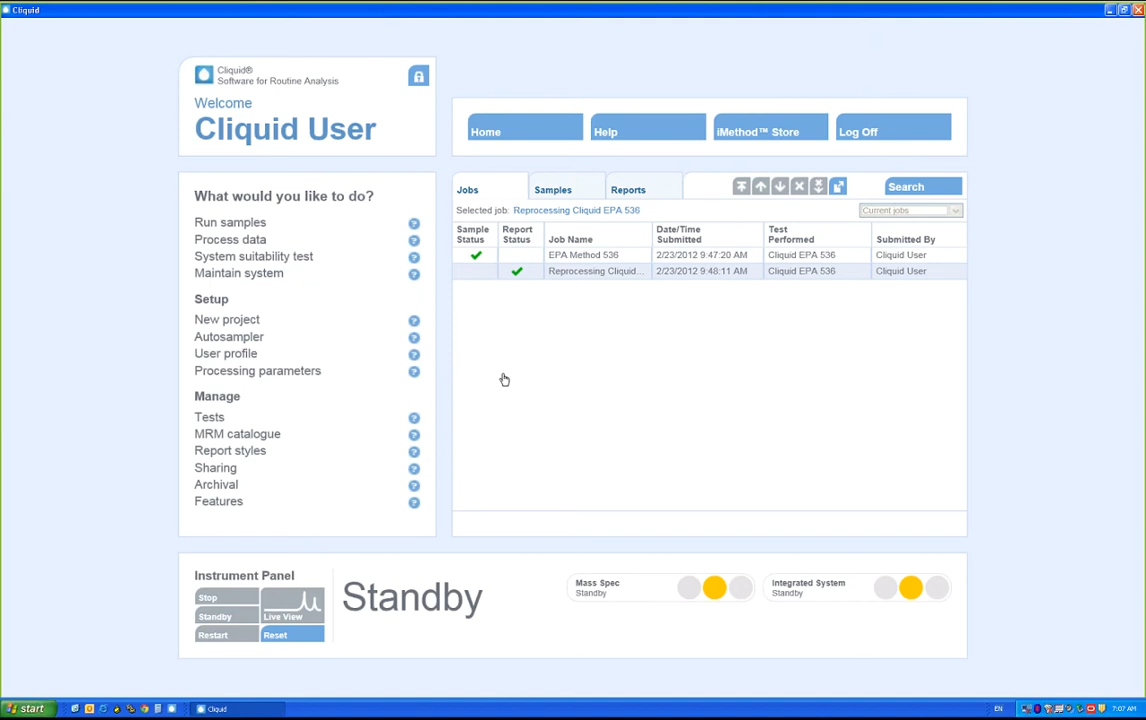 Cliquid
Cliquid®
Software for Routine Analysis
Welcome
Cliquid User
Home
Help
iMethod™ Store
Log Off
What would you like to do?
Run samples
Process data
System suitability test
Maintain system
Setup
New project
Autosampler
User profile
Processing parameters
Manage
Tests
MRM catalogue
Report styles
Sharing
Archival
Features
Jobs
Samples
Reports
Search
Selected job: Reprocessing Cliquid EPA 536
Current jobs
Sample Status
Report Status
Job Name
Date/Time Submitted
Test Performed
Submitted By
EPA Method 536 2/23/2012 9:47:20 AM Cliquid EPA 536 Cliquid User
Reprocessing Cliquid... 2/23/2012 9:48:11 AM Cliquid EPA 536 Cliquid User
Instrument Panel
Stop
Standby
Live View
Restart
Reset
Standby
Mass Spec
Standby
Integrated System
Standby
start
Cliquid
EN
7:07 AM